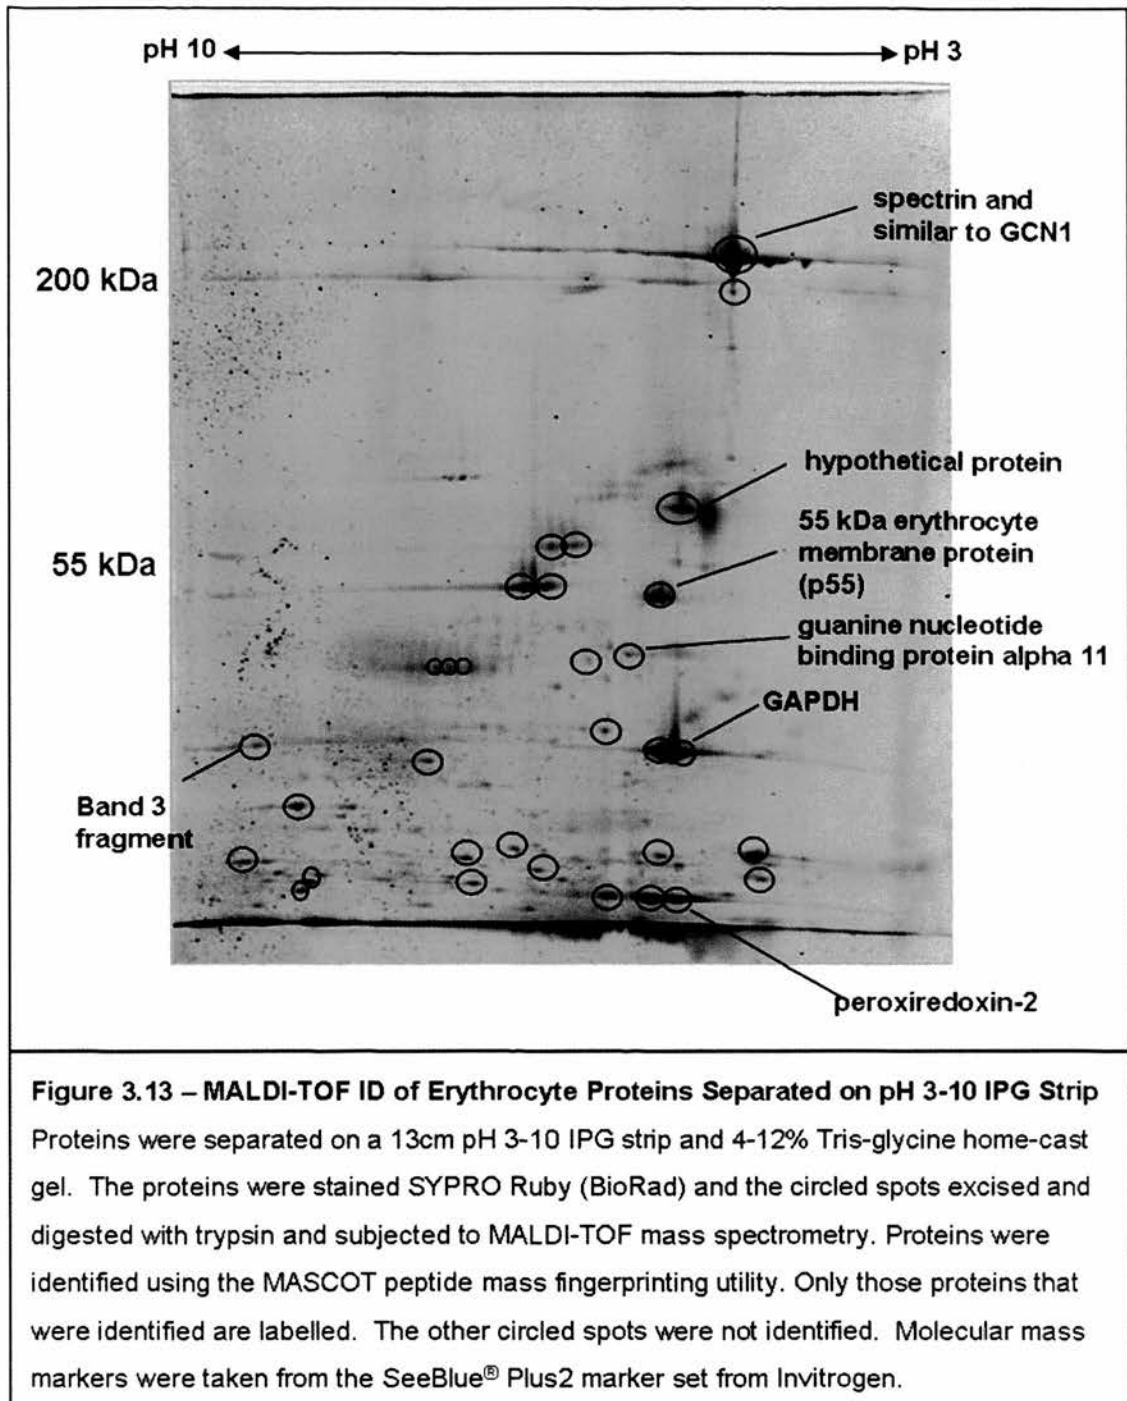 pH 10
pH 3
spectrin and
similar to GCN1
200 kDa
hypothetical protein
55 kDa erythrocyte
membrane protein
(p55)
55 kDa
guanine nucleotide
binding protein alpha 11
GAPDH
Band 3
fragment
peroxiredoxin-2
Figure 3.13 – MALDI-TOF ID of Erythrocyte Proteins Separated on pH 3-10 IPG Strip
Proteins were separated on a 13cm pH 3-10 IPG strip and 4-12% Tris-glycine home-cast
gel. The proteins were stained SYPRO Ruby (BioRad) and the circled spots excised and
digested with trypsin and subjected to MALDI-TOF mass spectrometry. Proteins were
identified using the MASCOT peptide mass fingerprinting utility. Only those proteins that
were identified are labelled. The other circled spots were not identified. Molecular mass
markers were taken from the SeeBlue® Plus2 marker set from Invitrogen.